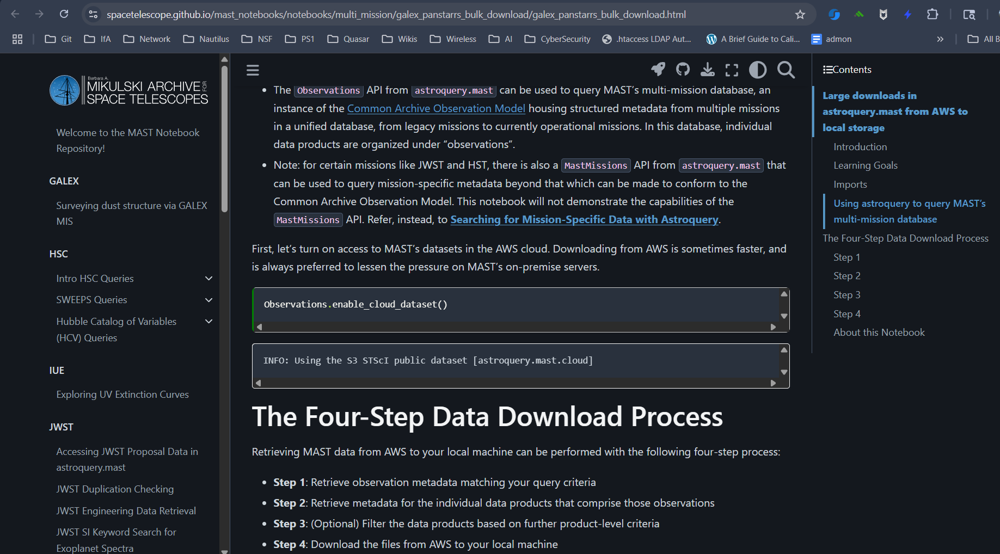 spacetelescope.github.io/mast_notebooks/notebooks/multi_mission/galex_panstarrs_bulk_download/galex_panstarrs_bulk_download.html
Git IfA Network Nautilus NSF PS1 Quasar Wikis Wireless AI CyberSecurity .htaccess LDAP Aut... A Brief Guide to Cali... admon » All B
Barbara A.
MIKULSKI ARCHIVE FOR
SPACE TELESCOPES
Welcome to the MAST Notebook
Repository!
GALEX
Surveying dust structure via GALEX
MIS
HSC
Intro HSC Queries
SWEEPS Queries
Hubble Catalog of Variables
(HCV) Queries
IUE
Exploring UV Extinction Curves
JWST
Accessing JWST Proposal Data in
astroquery.mast
JWST Duplication Checking
JWST Engineering Data Retrieval
JWST SI Keyword Search for
Exoplanet Spectra
• The Observations API from astroquery.mast can be used to query MAST’s multi-mission database, an
instance of the Common Archive Observation Model housing structured metadata from multiple missions
in a unified database, from legacy missions to currently operational missions. In this database, individual
data products are organized under “observations”.
• Note: for certain missions like JWST and HST, there is also a MastMissions API from astroquery.mast that
can be used to query mission-specific metadata beyond that which can be made to conform to the
Common Archive Observation Model. This notebook will not demonstrate the capabilities of the
MastMissions API. Refer, instead, to Searching for Mission-Specific Data with Astroquery.
First, let’s turn on access to MAST’s datasets in the AWS cloud. Downloading from AWS is sometimes faster, and
is always preferred to lessen the pressure on MAST’s on-premise servers.
Observations.enable_cloud_dataset()
INFO: Using the S3 STScI public dataset [astroquery.mast.cloud]
The Four-Step Data Download Process
Retrieving MAST data from AWS to your local machine can be performed with the following four-step process:
• Step 1: Retrieve observation metadata matching your query criteria
• Step 2: Retrieve metadata for the individual data products that comprise those observations
• Step 3: (Optional) Filter the data products based on further product-level criteria
• Step 4: Download the files from AWS to your local machine
Contents
Large downloads in
astroquery.mast from AWS to
local storage
Introduction
Learning Goals
Imports
Using astroquery to query MAST’s
multi-mission database
The Four-Step Data Download Process
Step 1
Step 2
Step 3
Step 4
About this Notebook